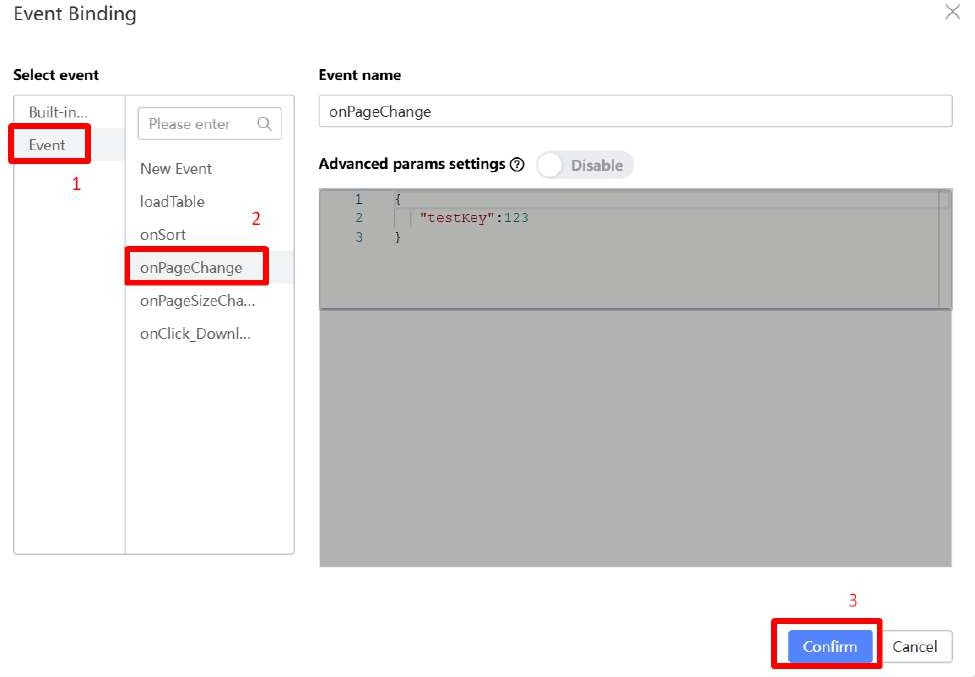 Event Binding
Select event
Built-in...
Event
1
Please enter
New Event
loadTable
2
onSort
onPageChange
onPageSizeCha...
onClick_Downl...
Event name
onPageChange
Advanced params settings ? Disable
1 {
2 "testKey":123
3 }
3
Confirm Cancel